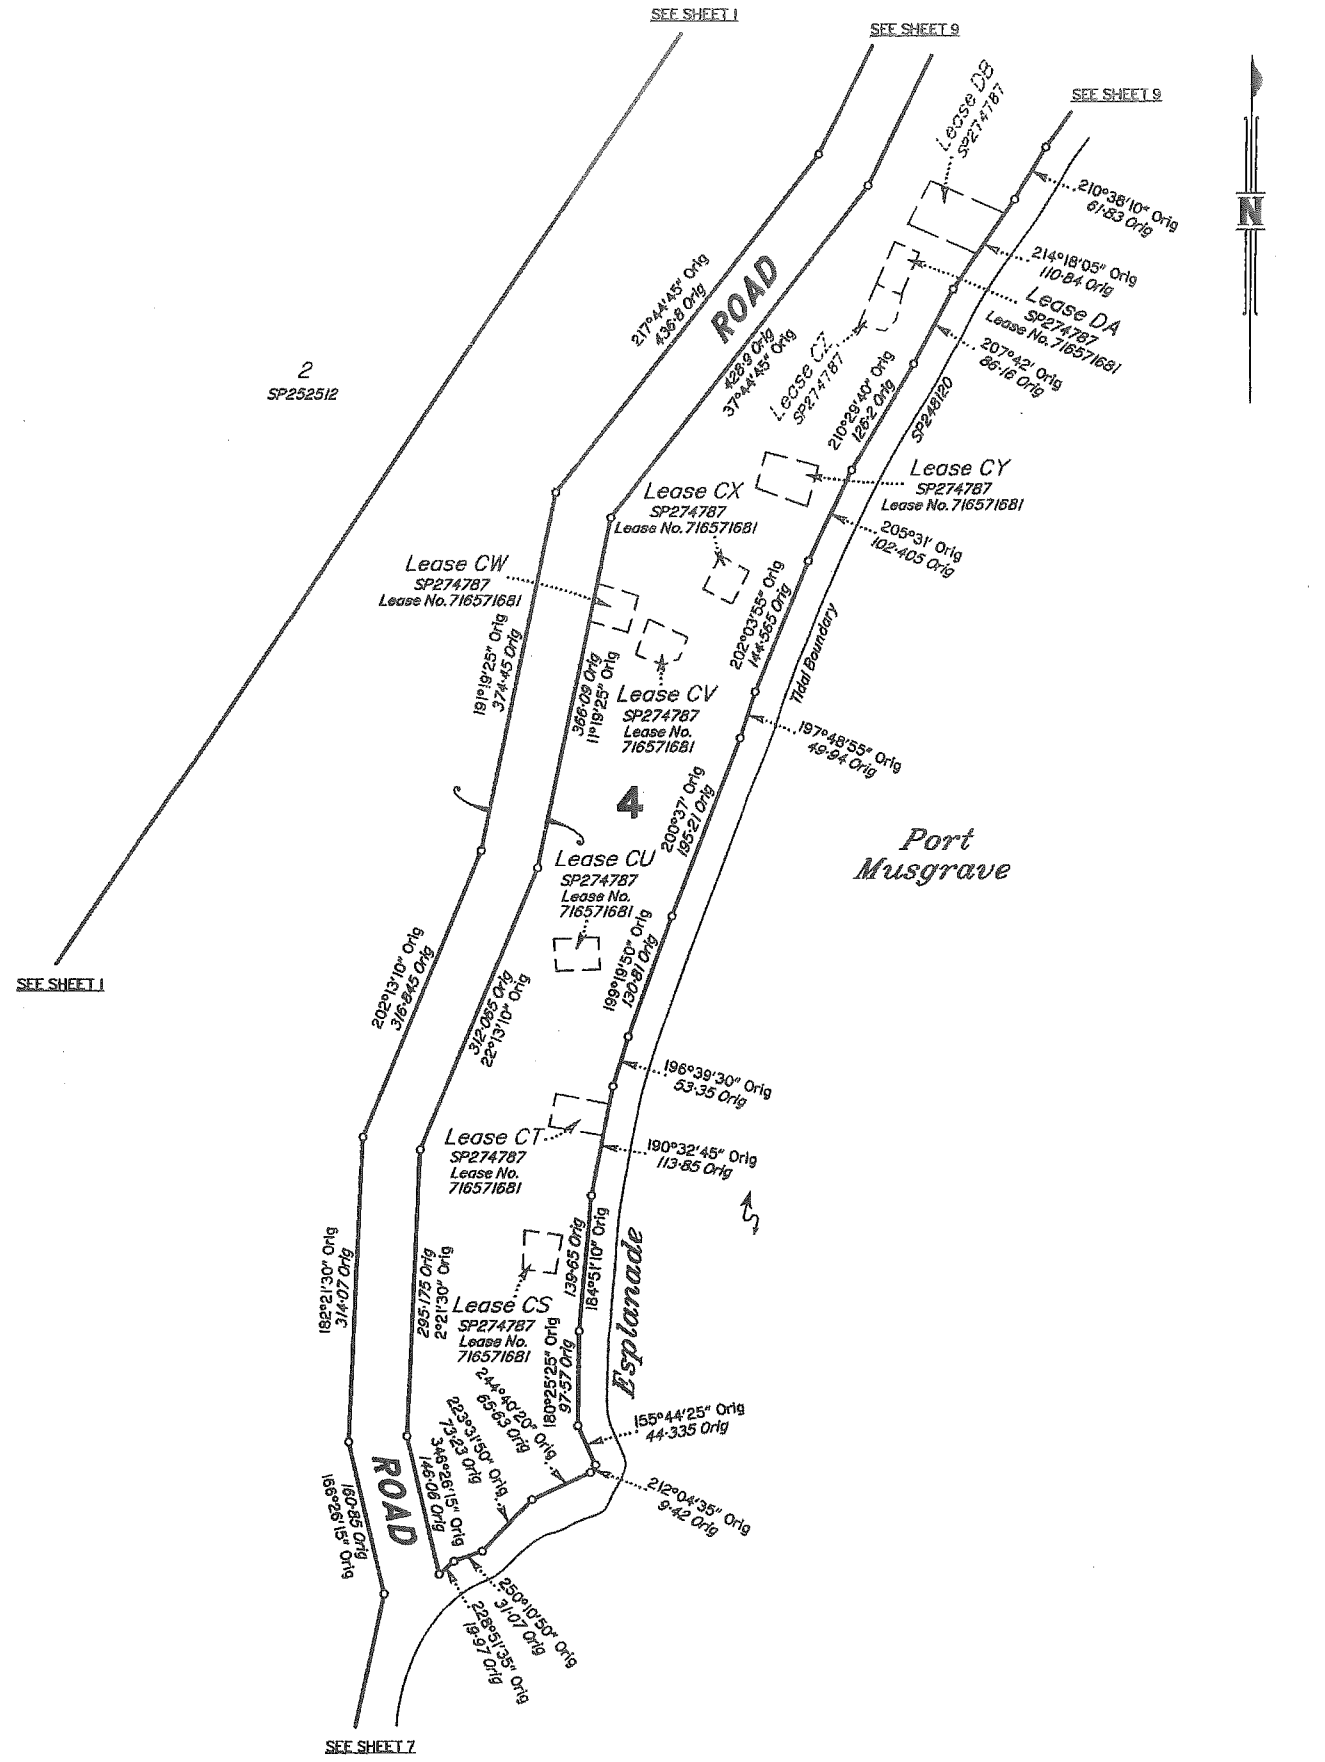 SEE SHEET 1
SEE SHEET 9
SEE SHEET 9
N
Lease DB
SP274787
210°38'10" Orig
61·83 Orig
214°18'05" Orig
110·84 Orig
Lease DA
SP274787
Lease No. 716571681
207°42' Orig
86·16 Orig
217°44'45" Orig
436·8 Orig
ROAD
428·9 Orig
37°44'45" Orig
Lease CZ
SP274787
210°29'40" Orig
126·2 Orig
SP248120
2
SP252512
Lease CY
SP274787
Lease No. 716571681
Lease CX
SP274787
Lease No. 716571681
205°31' Orig
102·405 Orig
Lease CW
SP274787
Lease No. 716571681
202°03'55" Orig
144·565 Orig
Tidal Boundary
191°19'25" Orig
374·45 Orig
366·09 Orig
11°19'25" Orig
Lease CV
SP274787
Lease No.
716571681
197°48'55" Orig
49·94 Orig
4
200°37' Orig
195·21 Orig
Port
Musgrave
Lease CU
SP274787
Lease No.
716571681
199°19'50" Orig
130·81 Orig
SEE SHEET 1
202°13'10" Orig
316·845 Orig
312·065 Orig
22°13'10" Orig
196°39'30" Orig
53·35 Orig
Lease CT
SP274787
Lease No.
716571681
190°32'45" Orig
113·85 Orig
182°21'30" Orig
314·07 Orig
295·175 Orig
2°21'30" Orig
139·65 Orig
184°51'10" Orig
Esplanade
Lease CS
SP274787
Lease No.
716571681
180°25'25" Orig
97·57 Orig
244°40'20" Orig
65·63 Orig
223°31'50" Orig
73·23 Orig
346°26'15" Orig
146·06 Orig
155°44'25" Orig
44·335 Orig
212°04'35" Orig
9·42 Orig
ROAD
160·85 Orig
166°26'15" Orig
250°10'50" Orig
31·07 Orig
228°51'35" Orig
19·97 Orig
SEE SHEET 7